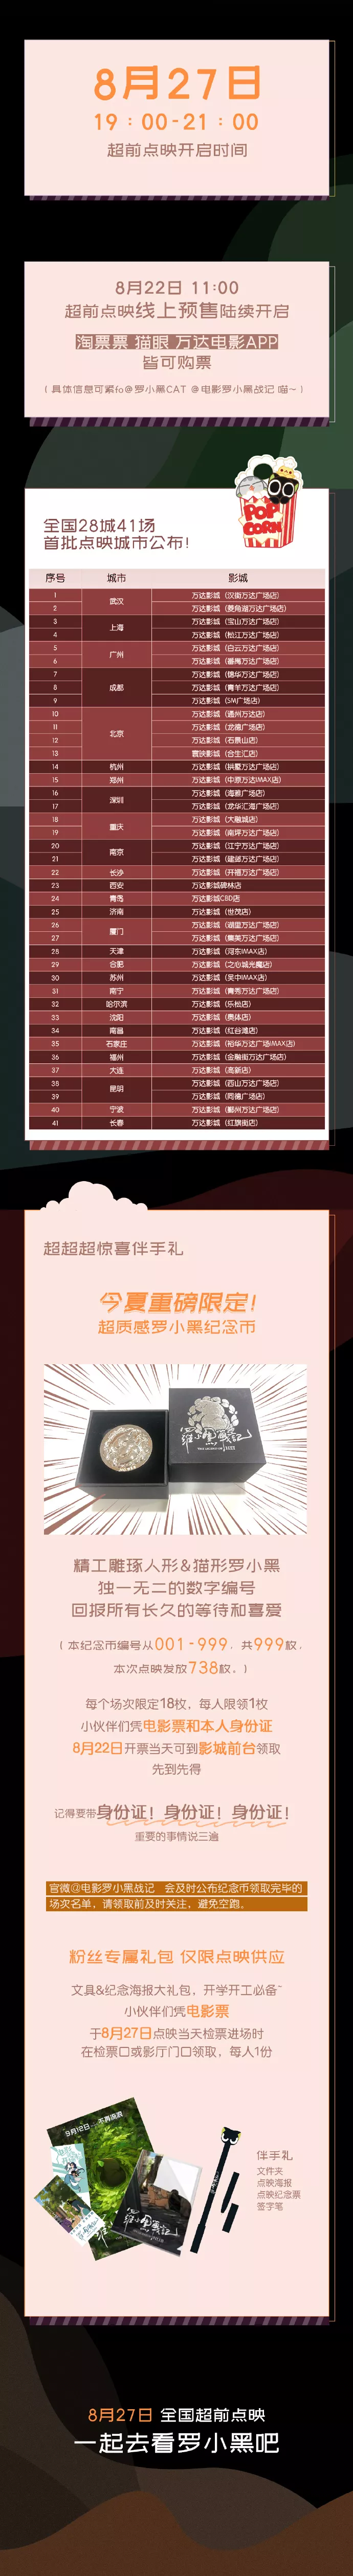 8月27日
19：00-21：00
超前点映开启时间
8月22日 11:00
超前点映线上预售陆续开启
淘票票 猫眼 万达电影APP
皆可购票
（具体信息可紧fo@罗小黑CAT @电影罗小黑战记 喵~）
POP
CORN
全国28城41场
首批点映城市公布！
序号 城市 影城
1 武汉 万达影城（汉街万达广场店）
2 万达影城（菱角湖万达广场店）
3 上海 万达影城（宝山万达广场店）
4 万达影城（松江万达广场店）
5 广州 万达影城（白云万达广场店）
6 万达影城（番禺万达广场店）
7 成都 万达影城（锦华万达广场店）
8 万达影城（青羊万达广场店）
9 万达影城（SM广场店）
10 北京 万达影城（通州万达店）
11 万达影城（龙德广场店）
12 万达影城（石景山店）
13 寰映影城（合生汇店）
14 杭州 万达影城（拱墅万达广场店）
15 郑州 万达影城（中原万达IMAX店）
16 深圳 万达影城（海雅广场店）
17 万达影城（龙华汇海广场店）
18 重庆 万达影城（大融城店）
19 万达影城（南坪万达广场店）
20 南京 万达影城（江宁万达广场店）
21 万达影城（建邺万达广场店）
22 长沙 万达影城（开福万达广场店）
23 西安 万达影城碑林店
24 青岛 万达影城CBD店
25 济南 万达影城（世茂店）
26 厦门 万达影城（湖里万达广场店）
27 万达影城（集美万达广场店）
28 天津 万达影城（河东IMAX店）
29 合肥 万达影城（之心城光魔店）
30 苏州 万达影城（吴中IMAX店）
31 南宁 万达影城（青秀万达广场店）
32 哈尔滨 万达影城（乐松店）
33 沈阳 万达影城（奥体店）
34 南昌 万达影城（红谷滩店）
35 石家庄 万达影城（裕华万达广场IMAX店）
36 福州 万达影城（金融街万达广场店）
37 大连 万达影城（高新店）
38 昆明 万达影城（西山万达广场店）
39 万达影城（同德广场店）
40 宁波 万达影城（鄞州万达广场店）
41 长春 万达影城（红旗街店）
超超超惊喜伴手礼
今夏重磅限定！
超质感罗小黑纪念币
羅小黑戰記
精工雕琢人形&猫形罗小黑
独一无二的数字编号
回报所有长久的等待和喜爱
（本纪念币编号从001-999，共999枚，
本次点映发放738枚。）
每个场次限定18枚，每人限领1枚
小伙伴们凭电影票和本人身份证
8月22日开票当天可到影城前台领取
先到先得
记得要带身份证！身份证！身份证！
重要的事情说三遍
官微@电影罗小黑战记 会及时公布纪念币领取完毕的
场次名单，请领取前及时关注，避免空跑。
粉丝专属礼包 仅限点映供应
文具&纪念海报大礼包，开学开工必备~
小伙伴们凭电影票
于8月27日点映当天检票进场时
在检票口或影厅门口领取，每人1份
羅小黑戰記
伴手礼
文件夹
点映海报
点映纪念票
签字笔
8月27日 全国超前点映
一起去看罗小黑吧